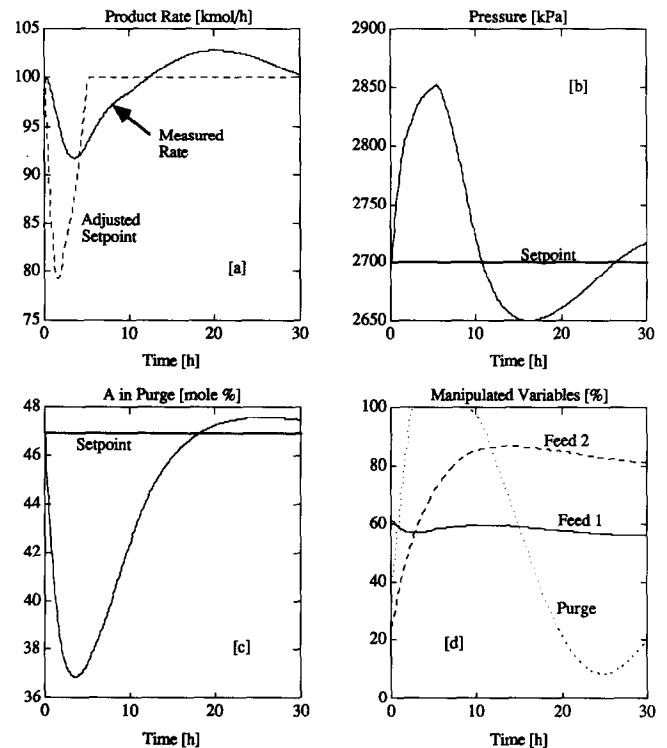 Product Rate [kmol/h]
105
100
95
90
85
80
75
Measured
Rate
Adjusted
Setpoint
[a]
0 10 20 30
Time [h]
Pressure [kPa]
2900
2850
2800
2750
2700
2650
[b]
Setpoint
0 10 20 30
Time [h]
A in Purge [mole %]
48
46
44
42
40
38
36
Setpoint
[c]
0 10 20 30
Time [h]
Manipulated Variables [%]
100
80
60
40
20
0
Feed 2
Feed 1
Purge
[d]
0 10 20 30
Time [h]